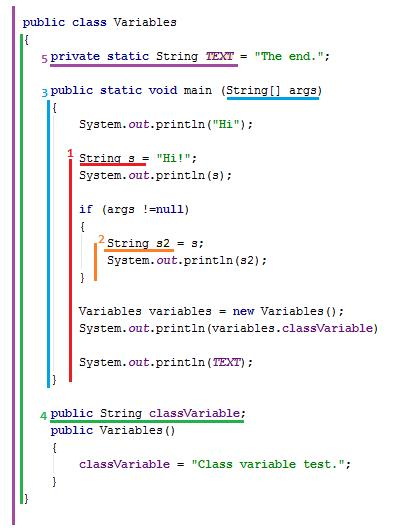 public class Variables
{
5 private static String TEXT = "The end.";
3 public static void main (String[] args)
{
System.out.println("Hi");
1 String s = "Hi!";
System.out.println(s);
if (args !=null)
{
2 String s2 = s;
System.out.println(s2);
}
Variables variables = new Variables();
System.out.println(variables.classVariable)
System.out.println(TEXT);
}
4 public String classVariable;
public Variables()
{
classVariable = "Class variable test.";
}
}